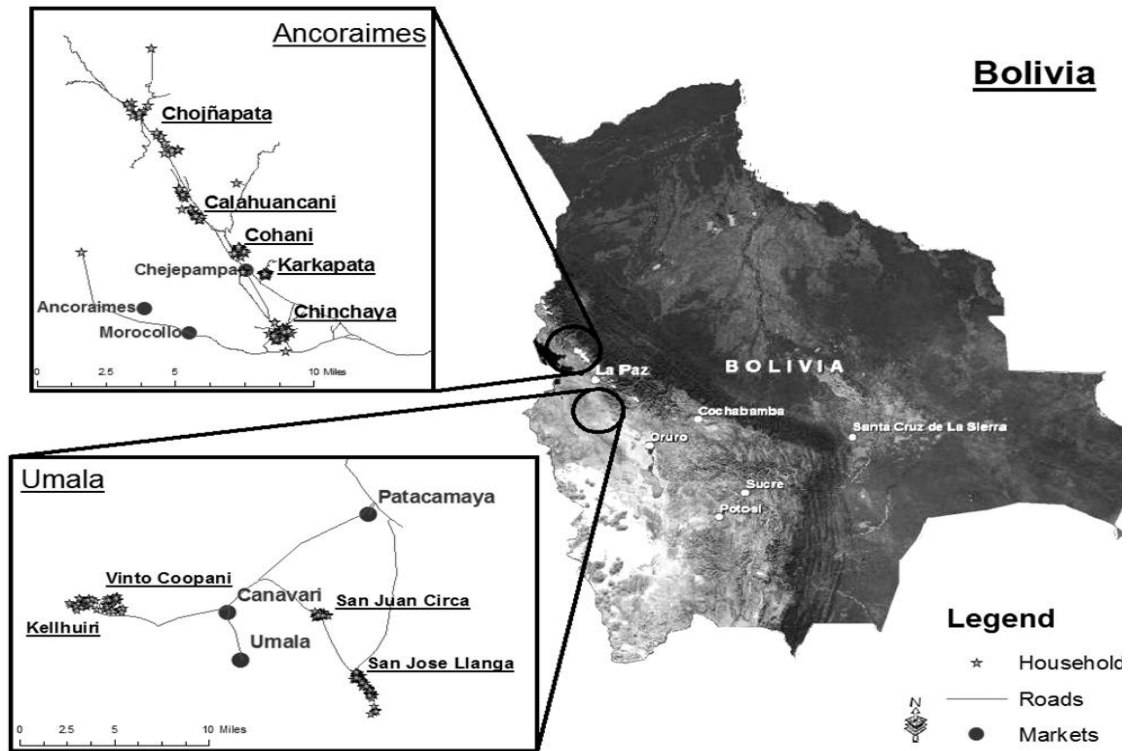 Ancoraimes
Chojñapata
Calahuancani
Cohani
Chejepampa
Karkapata
Ancoraimes
Chinchaya
Morocollo
0 2.5 5 10 Miles
Bolivia
BOLIVIA
La Paz
Cochabamba
Santa Cruz de La Sierra
Oruro
Sucre
Potosi
Umala
Patacamaya
Vinto Coopani
Canavari
San Juan Circa
Kellhuiri
Umala
San Jose Llanga
0 2.5 5 10 Miles
Legend
Household
Roads
N
Markets